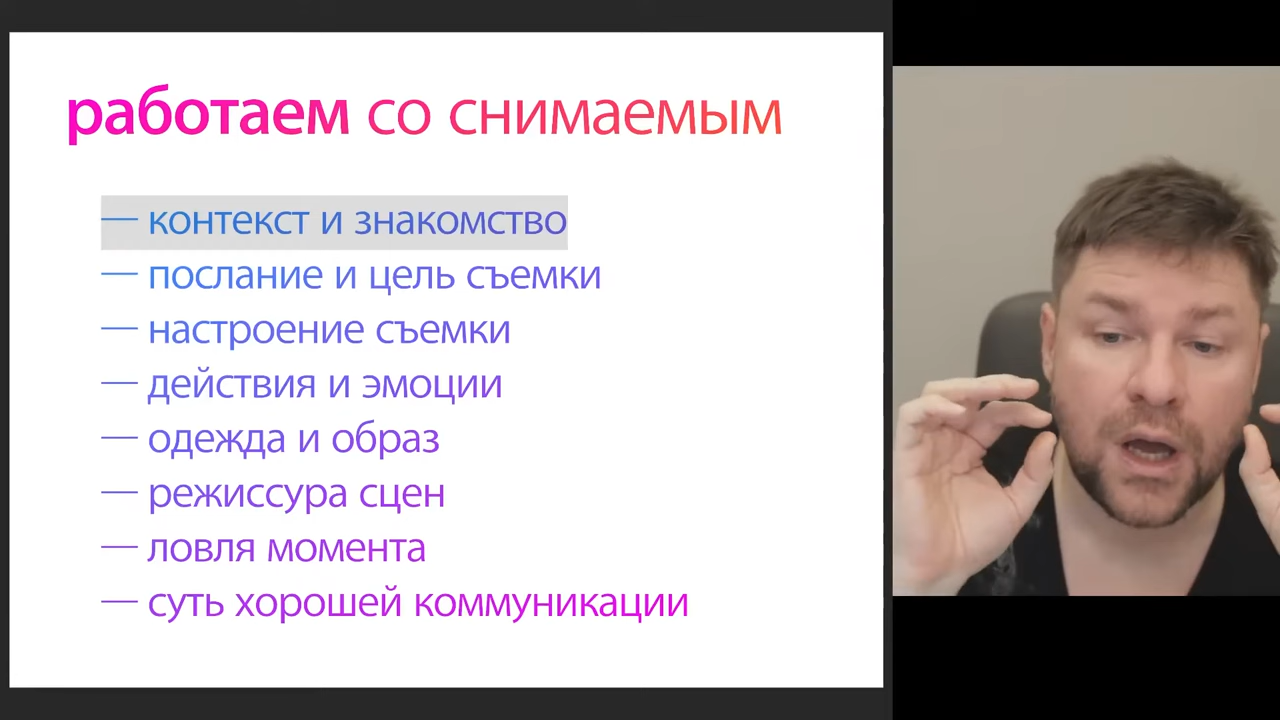 работаем со снимаемым
— контекст и знакомство
— послание и цель съемки
— настроение съемки
— действия и эмоции
— одежда и образ
— режиссура сцен
— ловля момента
— суть хорошей коммуникации